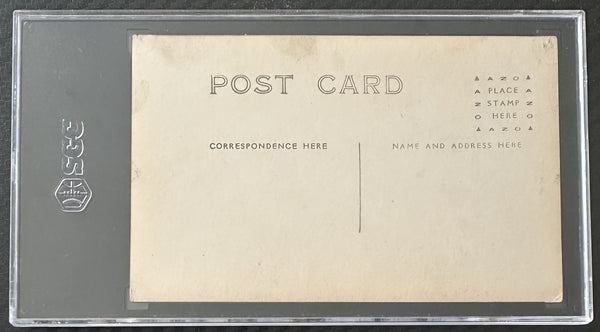 POST CARD
▲ AZO ▲
A PLACE A
Z STAMP Z
O HERE O
▲ AZO ▲
CORRESPONDENCE HERE
NAME AND ADDRESS HERE
SGC